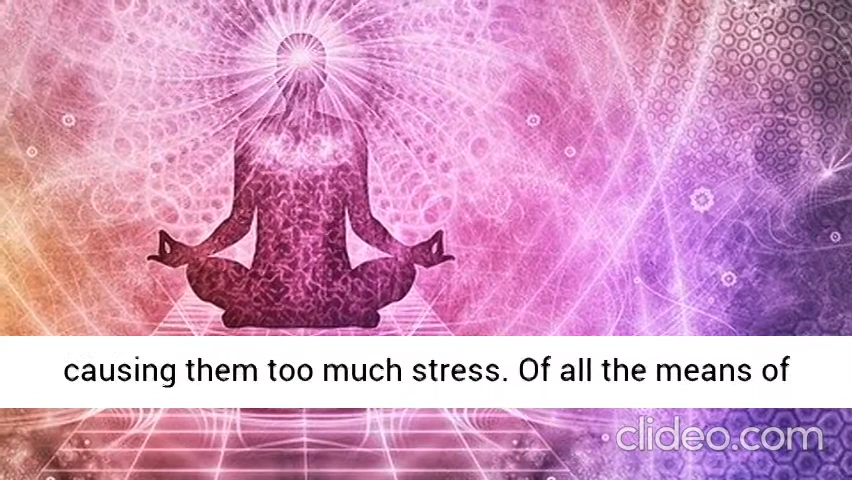 causing them too much stress. Of all the means of
clideo.com